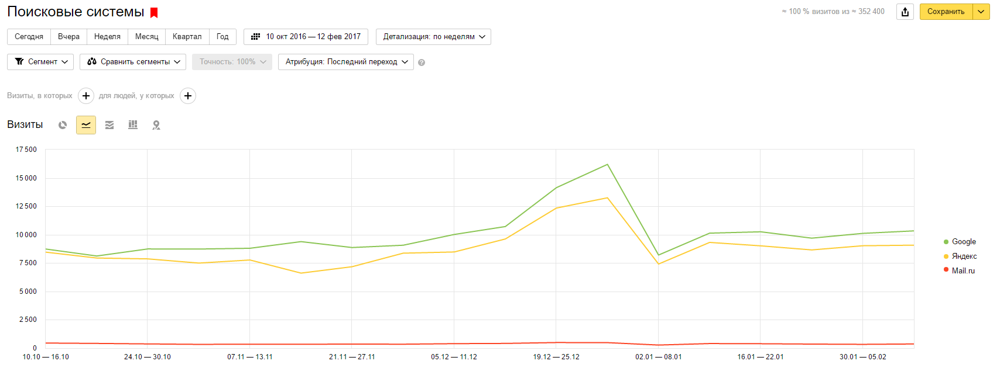 Поисковые системы
≈ 100 % визитов из ≈ 352 400
Сохранить
Сегодня Вчера Неделя Месяц Квартал Год
10 окт 2016 — 12 фев 2017
Детализация: по неделям
Сегмент
Сравнить сегменты
Точность: 100%
Атрибуция: Последний переход
?
Визиты, в которых + для людей, у которых +
Визиты
17 500
15 000
12 500
10 000
7 500
5 000
2 500
0
10.10 — 16.10 24.10 — 30.10 07.11 — 13.11 21.11 — 27.11 05.12 — 11.12 19.12 — 25.12 02.01 — 08.01 16.01 — 22.01 30.01 — 05.02
Google
Яндекс
Mail.ru